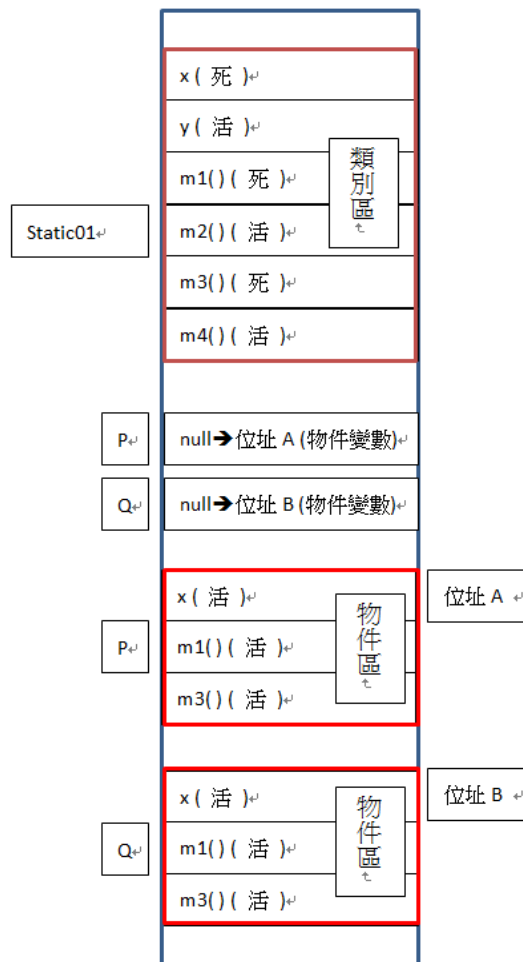 x ( 死 )↵
y ( 活 )↵
m1( ) ( 死 )↵
類別區↵
Static01↵
m2( ) ( 活 )↵
m3( ) ( 死 )↵
m4( ) ( 活 )↵
P↵
null➔位址 A (物件變數)↵
Q↵
null➔位址 B (物件變數)↵
x ( 活 )↵
物件區↵
位址 A ↵
P↵
m1( ) ( 活 )↵
m3( ) ( 活 )↵
x ( 活 )↵
物件區↵
位址 B ↵
Q↵
m1( ) ( 活 )↵
m3( ) ( 活 )↵